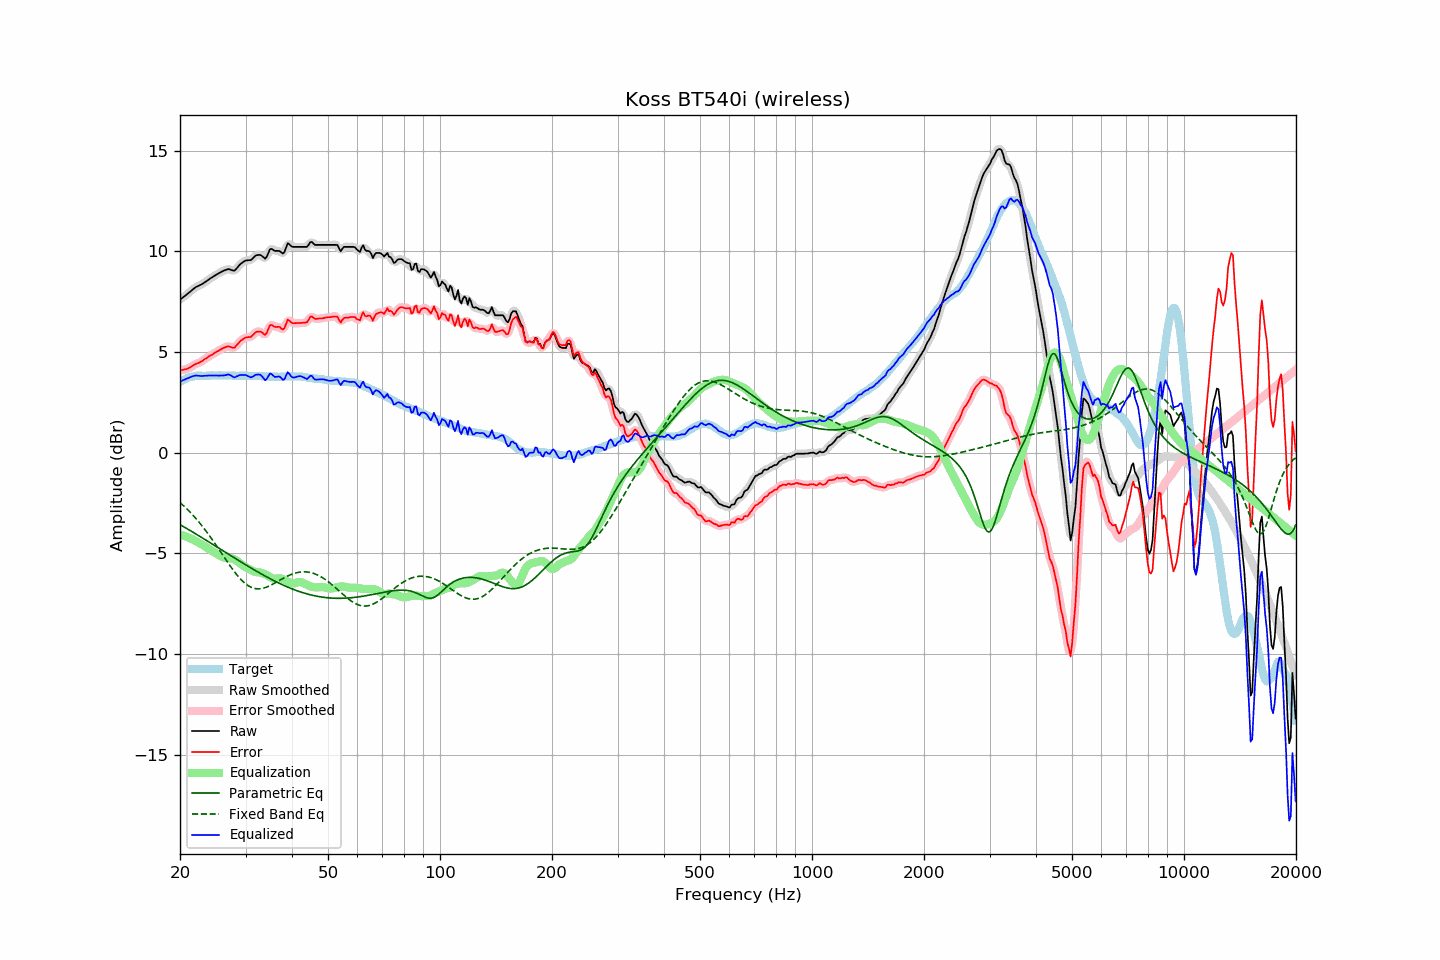 Koss BT540i (wireless)
15
10
5
0
−5
−10
−15
Amplitude (dBr)
Target
Raw Smoothed
Error Smoothed
Raw
Error
Equalization
Parametric Eq
Fixed Band Eq
Equalized
20 50 100 200 500 1000 2000 5000 10000 20000
Frequency (Hz)